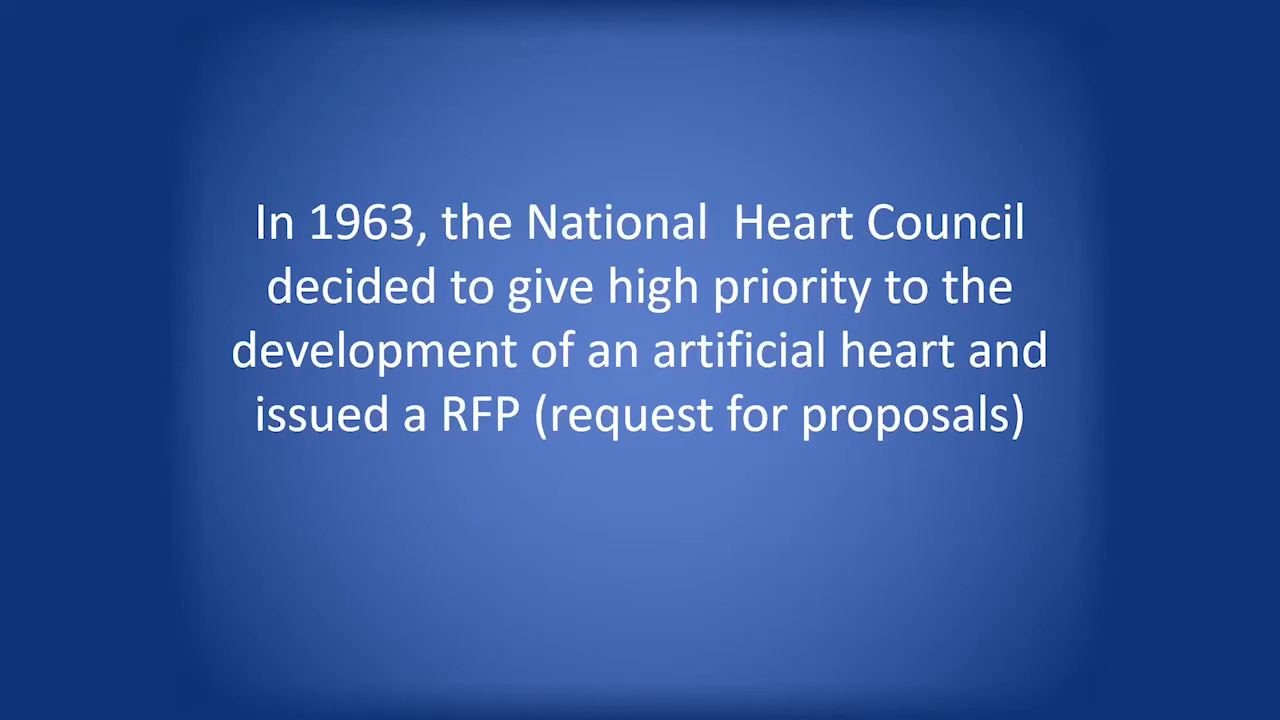 In 1963, the National  Heart Council
decided to give high priority to the
development of an artificial heart and
issued a RFP (request for proposals)